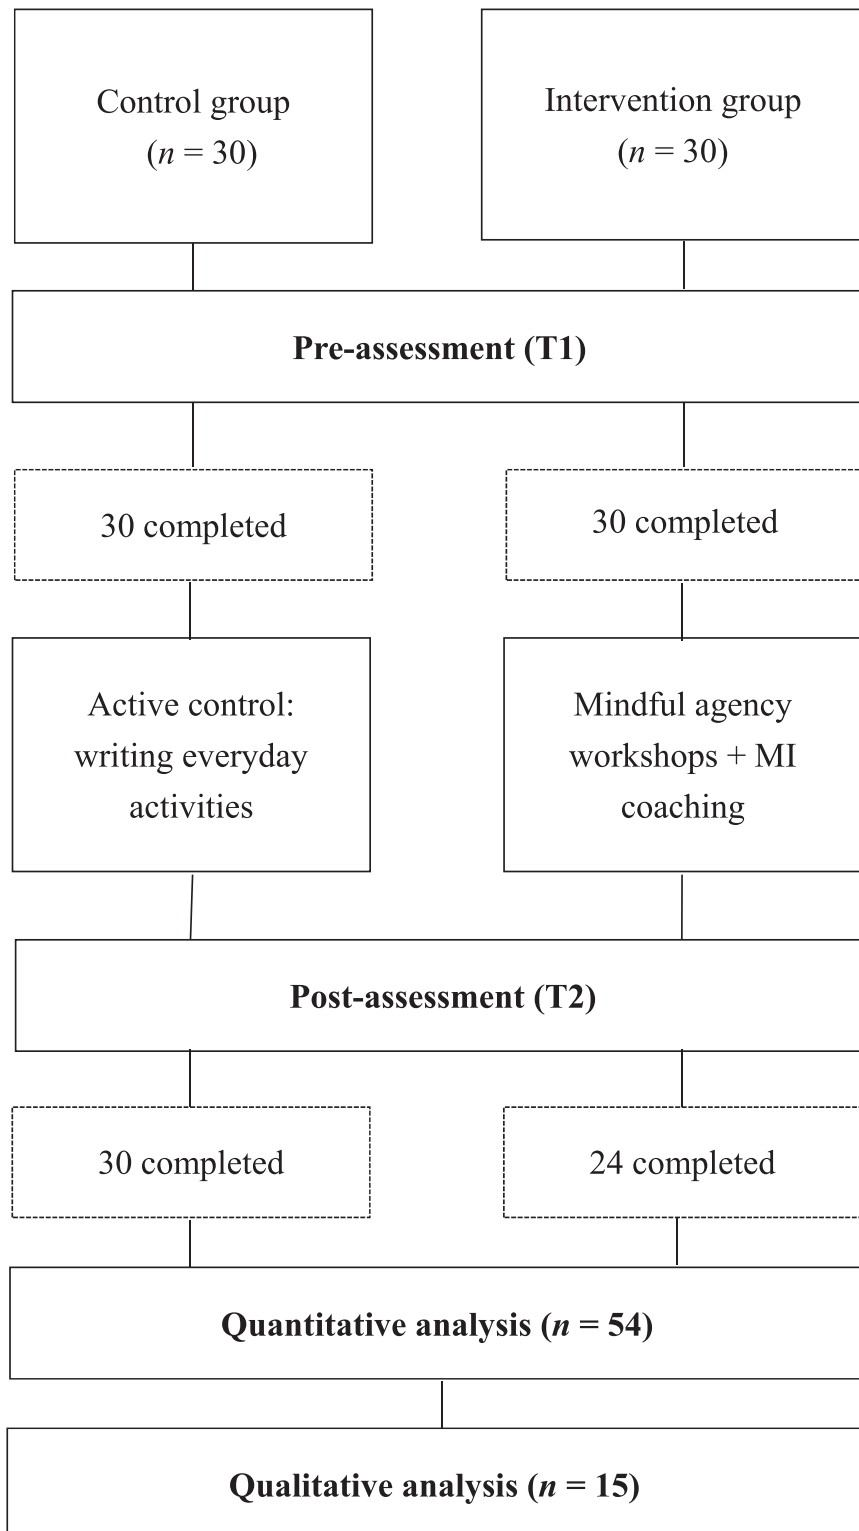 Control group
(n = 30)
Intervention group
(n = 30)
Pre-assessment (T1)
30 completed
30 completed
Active control:
writing everyday
activities
Mindful agency
workshops + MI
coaching
Post-assessment (T2)
30 completed
24 completed
Quantitative analysis (n = 54)
Qualitative analysis (n = 15)